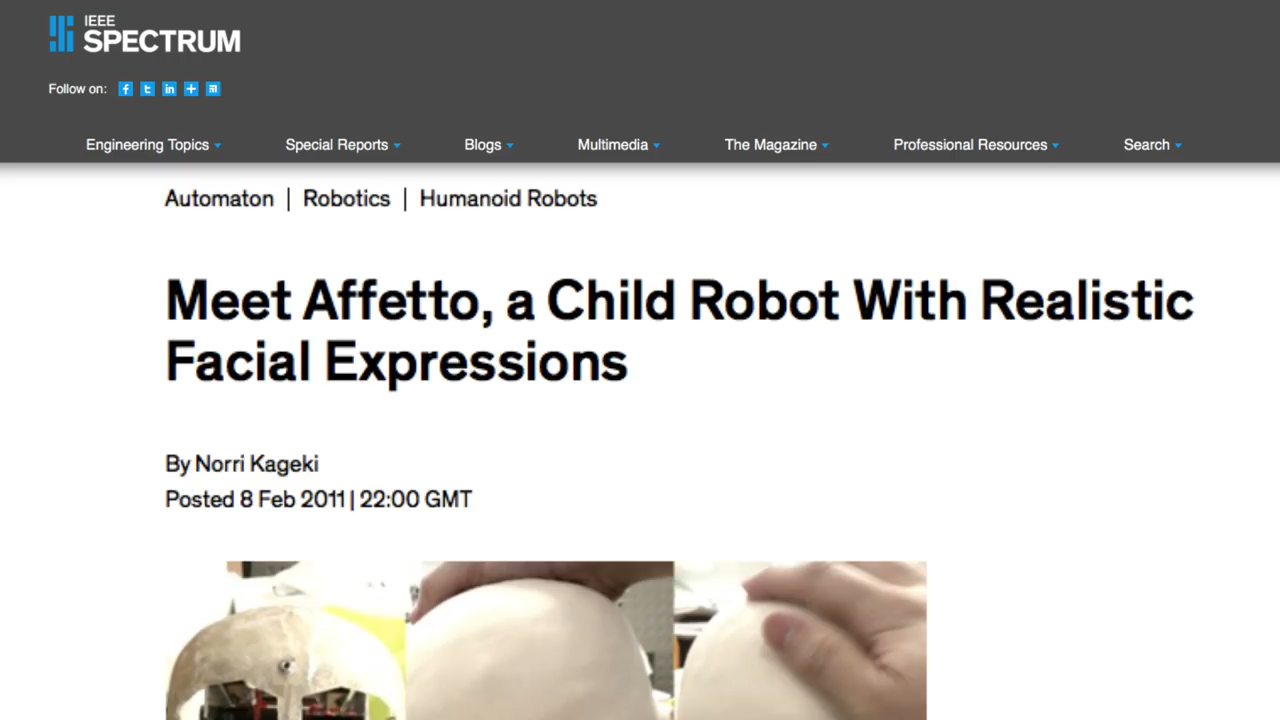 IEEE
SPECTRUM
Follow on:
Engineering Topics Special Reports Blogs Multimedia The Magazine Professional Resources Search
Automaton | Robotics | Humanoid Robots
Meet Affetto, a Child Robot With Realistic
Facial Expressions
By Norri Kageki
Posted 8 Feb 2011 | 22:00 GMT